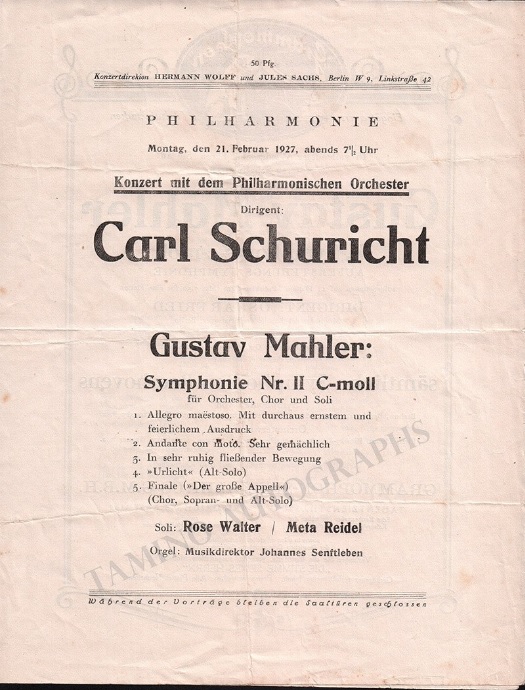 50 Pfg.
Konzertdirektion HERMANN WOLFF und JULES SACHS, Berlin W 9, Linkstraße 42
PHILHARMONIE
Montag, den 21. Februar 1927, abends 7½ Uhr
Konzert mit dem Philharmonischen Orchester
Dirigent:
Carl Schuricht
Gustav Mahler:
Symphonie Nr. II C-moll
für Orchester, Chor und Soli
1. Allegro maëstoso. Mit durchaus ernstem und
feierlichem Ausdruck
2. Andante con moto. Sehr gemächlich
3. In sehr ruhig fließender Bewegung
4. »Urlicht« (Alt-Solo)
5. Finale (»Der große Appell«)
(Chor, Sopran- und Alt-Solo)
Soli: Rose Walter / Meta Reidel
Orgel: Musikdirektor Johannes Senftleben
Während der Vorträge bleiben die Saaltüren geschlossen
TAMINO AUTOGRAPHS